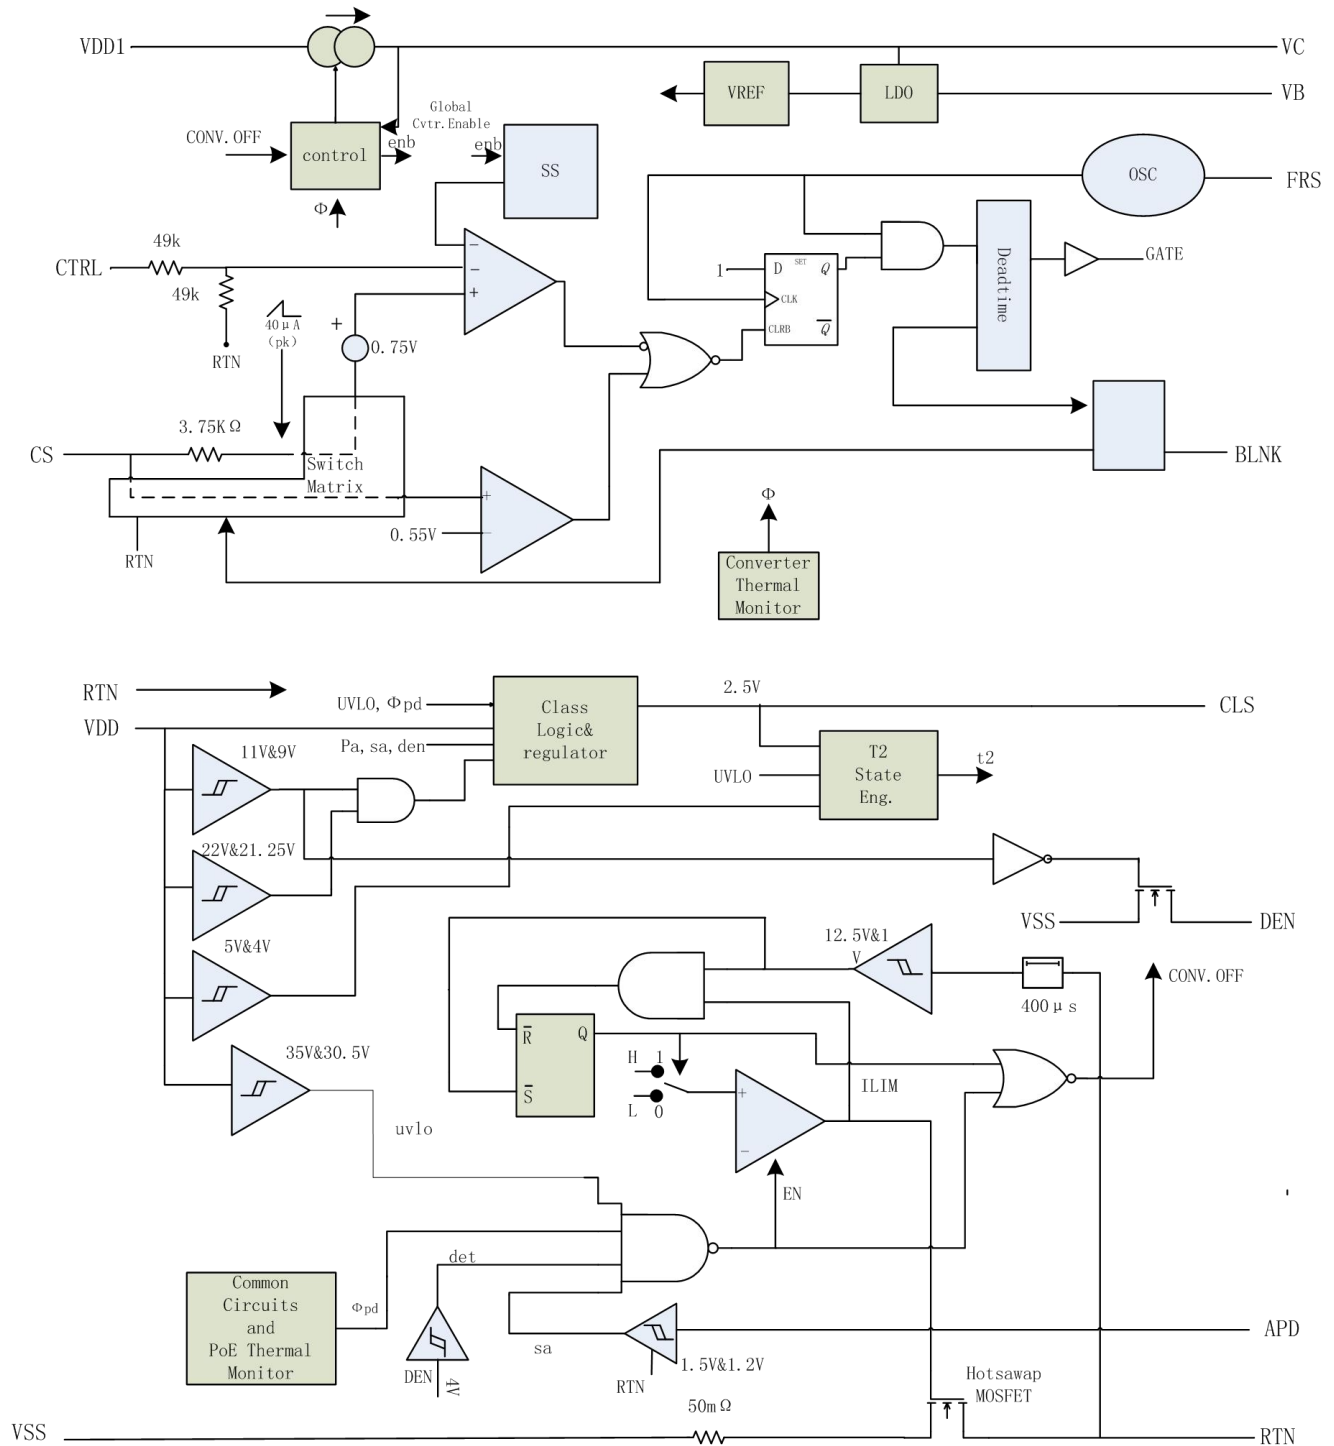 VDD1
VC
VREF
LDO
VB
Global
Cvtr.Enable
CONV.OFF
control
enb
enb
SS
OSC
FRS
Φ
49k
CTRL
49k
40μA
(pk)
RTN
+
0.75V
−
−
+
1
D
SET
Q
CLK
CLRB
Q̅
Deadtime
GATE
3.75KΩ
CS
Switch
Matrix
BLNK
+
0.55V
−
RTN
Φ
Converter
Thermal
Monitor
RTN
UVLO, Φpd
VDD
Pa, sa, den
Class
Logic&
regulator
2.5V
CLS
11V&9V
UVLO
T2
State
Eng.
t2
22V&21.25V
5V&4V
VSS
DEN
12.5V&1
V
CONV.OFF
400μs
R̅
Q
S̅
H 1
L 0
+
−
ILIM
35V&30.5V
uvlo
EN
det
Common
Circuits
and
PoE Thermal
Monitor
Φpd
DEN
4V
sa
APD
1.5V&1.2V
RTN
Hotsawap
MOSFET
50mΩ
VSS
RTN